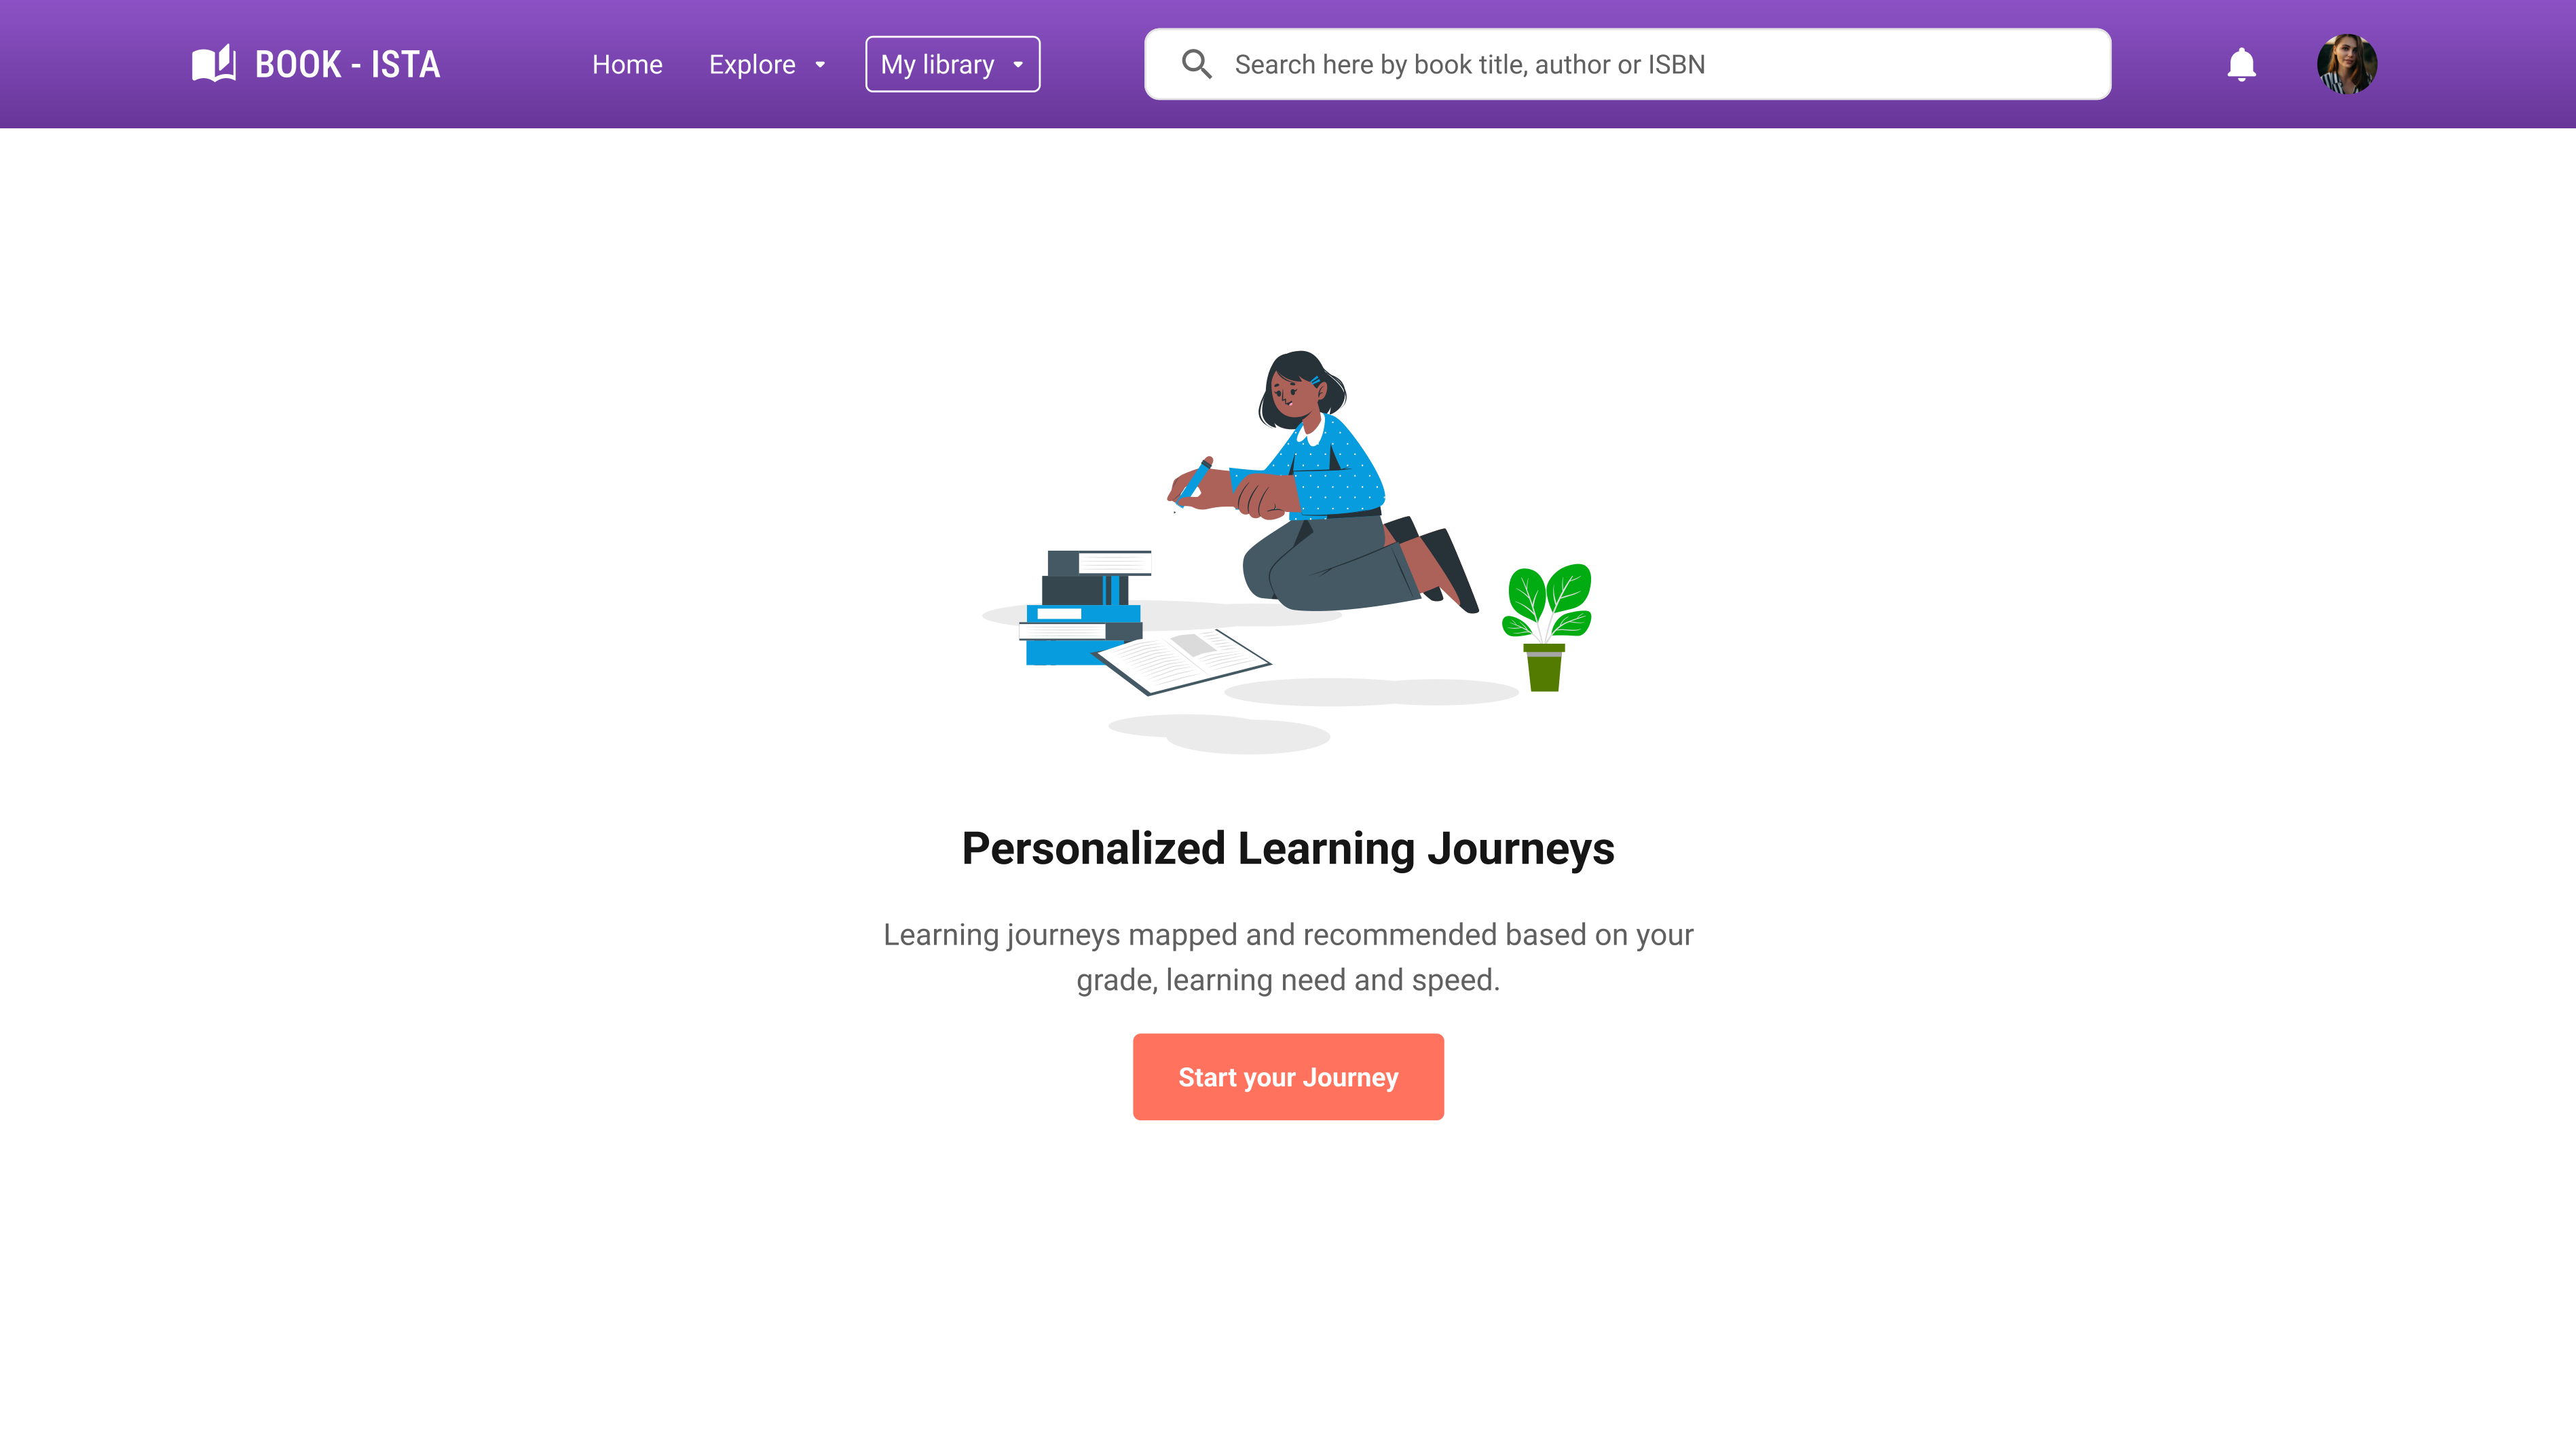 BOOK - ISTA
Home
Explore
My library
Search here by book title, author or ISBN
Personalized Learning Journeys
Learning journeys mapped and recommended based on your
grade, learning need and speed.
Start your Journey